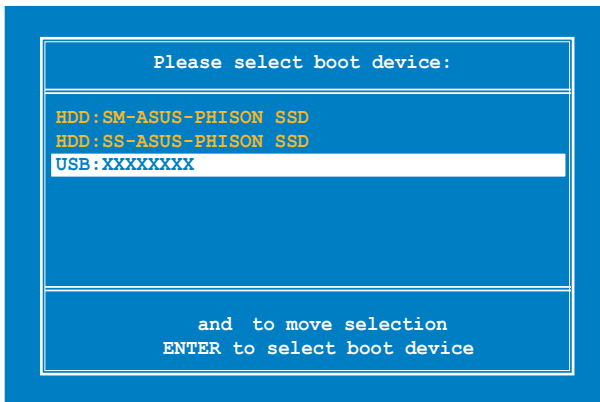 Please select boot device:
HDD:SM-ASUS-PHISON SSD
HDD:SS-ASUS-PHISON SSD
USB:XXXXXXXX
and to move selection
ENTER to select boot device